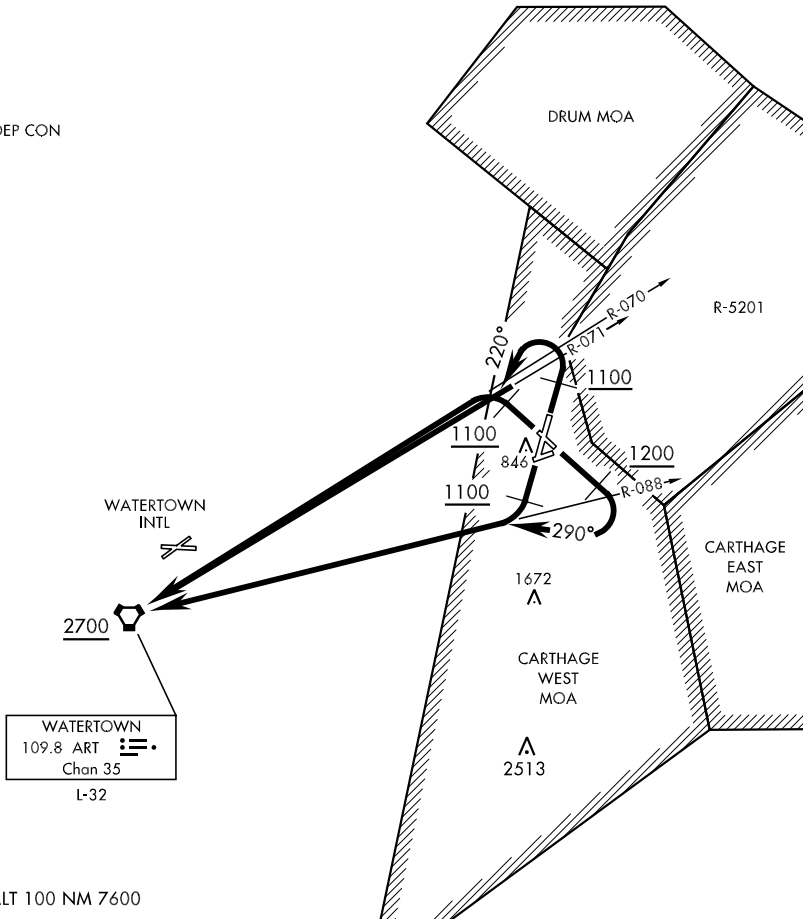 DRUM MOA
EP CON
R-070
R-5201
R-071
220°
1100
1100
846
1200
1100
R-088
WATERTOWN
INTL
290°
CARTHAGE
EAST
MOA
1672
2700
CARTHAGE
WEST
MOA
WATERTOWN
109.8 ART
Chan 35
2513
L-32
LT 100 NM 7600